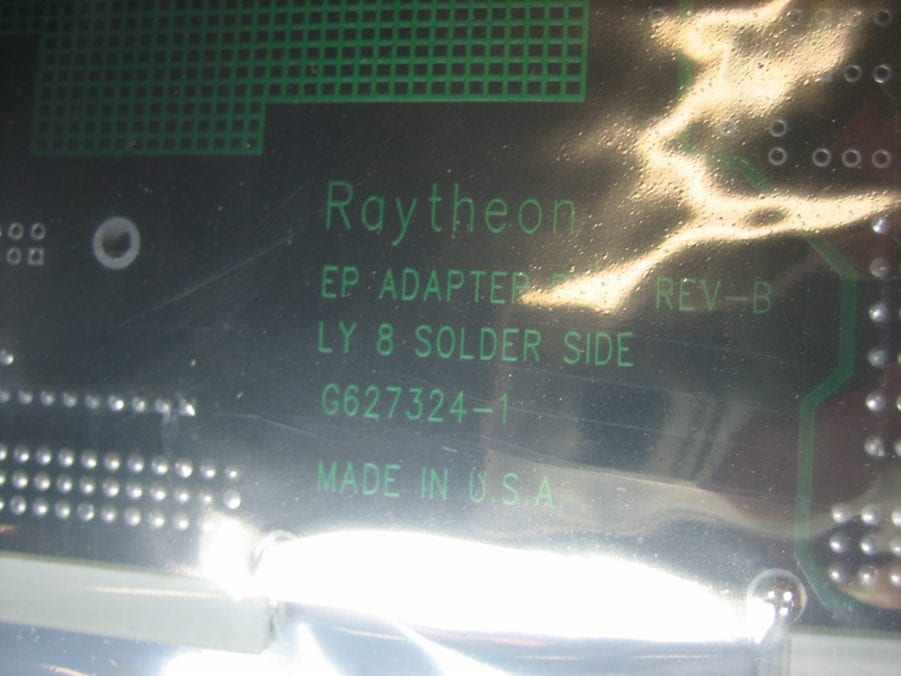 Raytheon
EP ADAPTER REV-B
LY 8 SOLDER SIDE
G627324-1
MADE IN U.S.A.